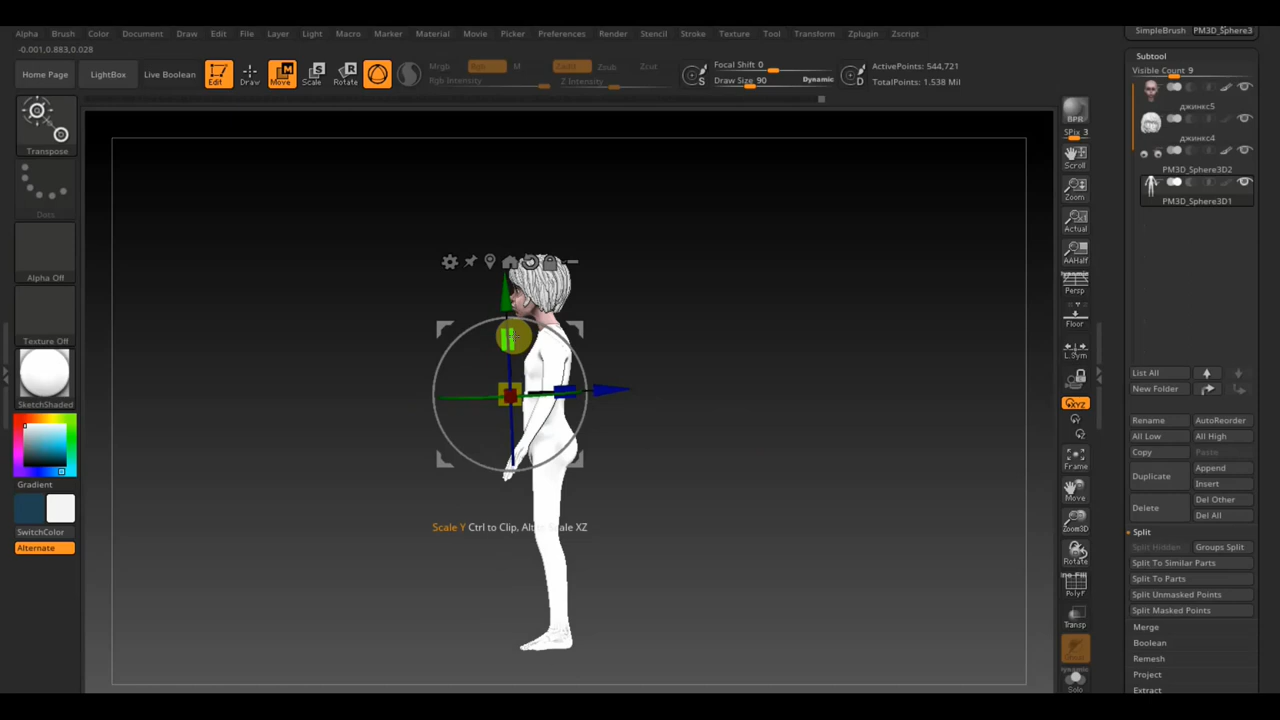 SimpleBrush PM3D_Sphere3
Alpha Brush Color Document Draw Edit File Layer Light Macro Marker Material Movie Picker Preferences Render Stencil Stroke Texture Tool Transform Zplugin Zscript
-0.001,0.883,0.028
Home Page LightBox Live Boolean Edit Draw Move Scale Rotate
Mrgb Rgb M Zadd Zsub Zcut
Rgb Intensity Z Intensity
Focal Shift 0
Draw Size 90 Dynamic
ActivePoints: 544,721
TotalPoints: 1.538 Mil
S
D
Transpose
Dots
Alpha Off
Texture Off
SketchShaded
Gradient
SwitchColor
Alternate
Scale Y Ctrl to Clip, Alt
cale XZ
BPR
SPix 3
Scroll
Zoom
Actual
AAHalf
Dynamic
Persp
Floor
L.Sym
XYZ
Frame
Move
Zoom3D
Rotate
Line Fill
PolyF
Transp
Dynamic
Solo
Subtool
Visible Count 9
джинкс5
джинкс4
PM3D_Sphere3D2
PM3D_Sphere3D1
List All
New Folder
Rename AutoReorder
All Low All High
Copy Paste
Duplicate Append
Insert
Delete Del Other
Del All
Split
Split Hidden Groups Split
Split To Similar Parts
Split To Parts
Split Unmasked Points
Split Masked Points
Merge
Boolean
Remesh
Project
Extract